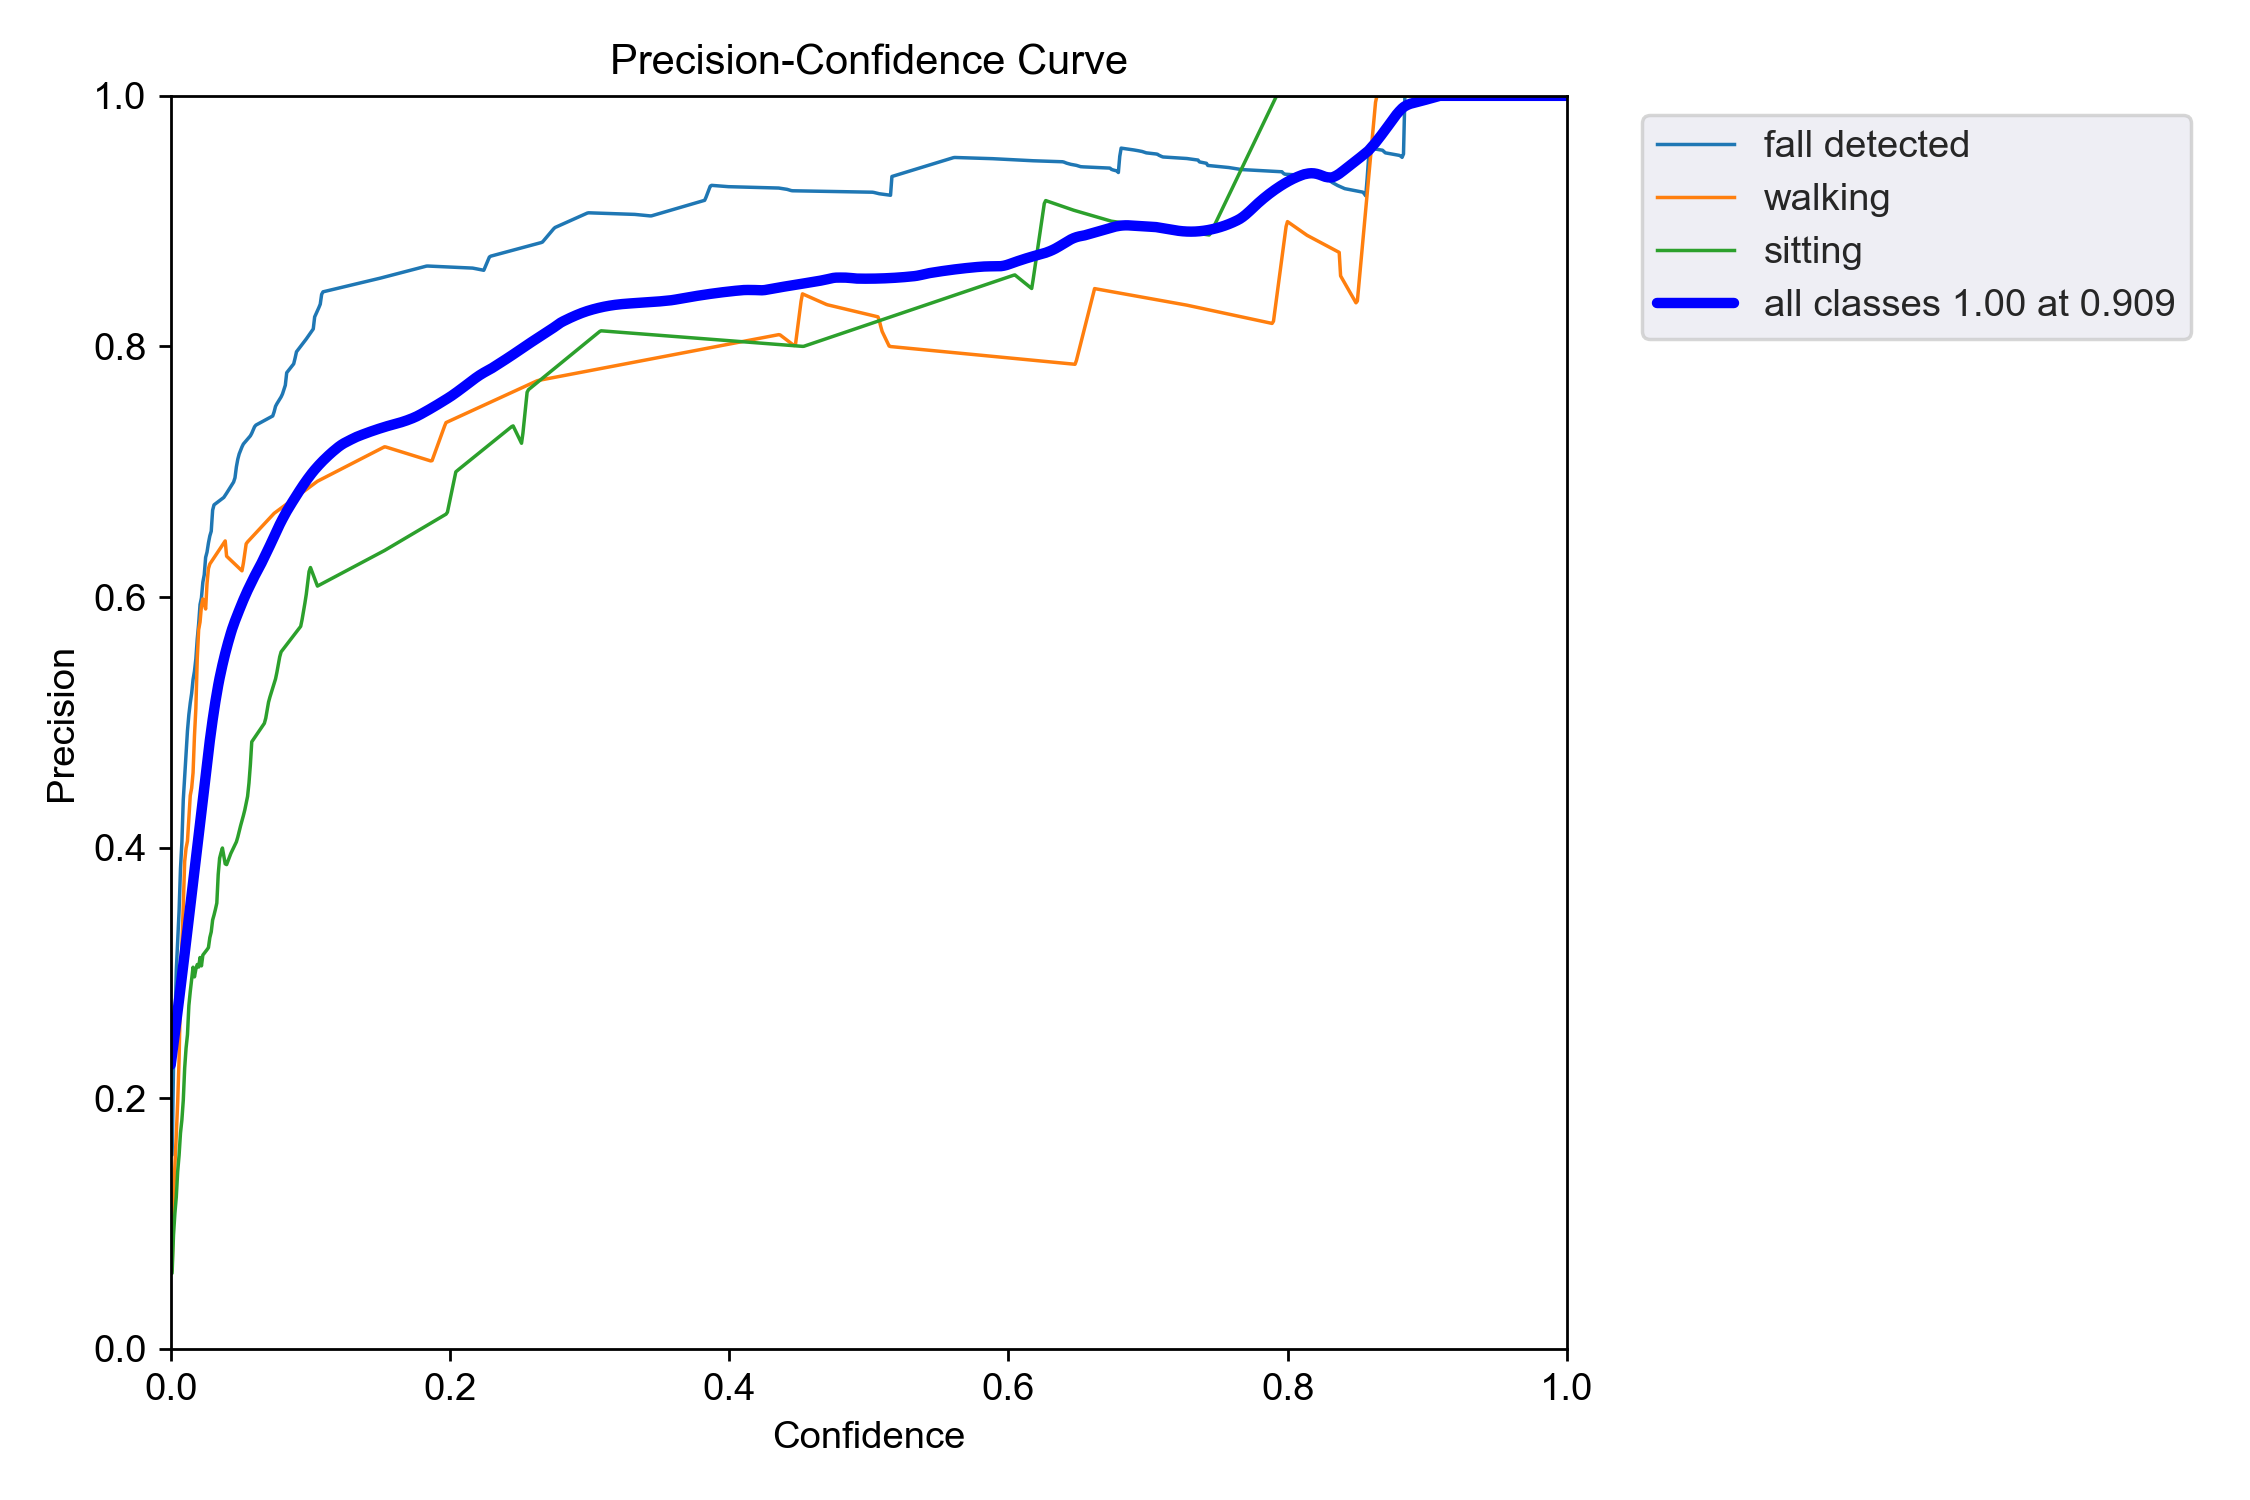 Precision-Confidence Curve
1.0
0.8
0.6
0.4
0.2
0.0
Precision
0.0 0.2 0.4 0.6 0.8 1.0
Confidence
fall detected
walking
sitting
all classes 1.00 at 0.909